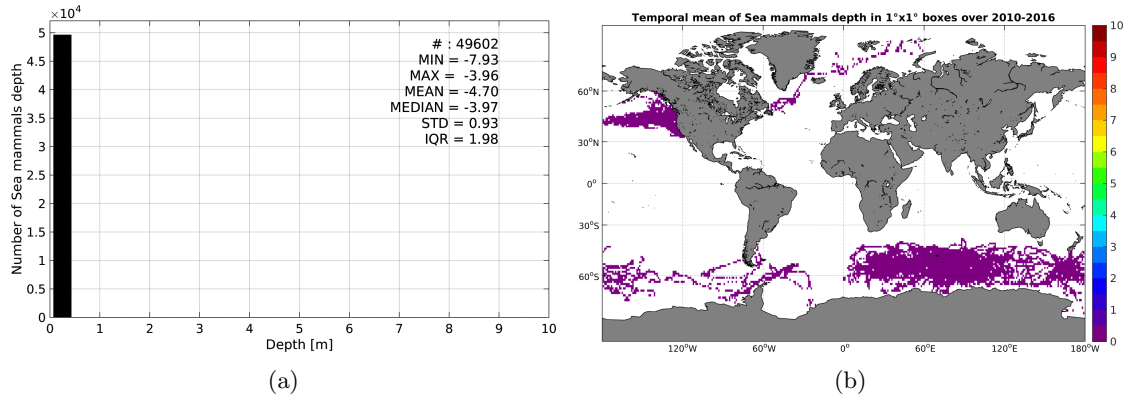 ×10⁴
5
4.5
4
3.5
3
2.5
2
1.5
1
0.5
0
Number of Sea mammals depth
# : 49602
MIN = -7.93
MAX = -3.96
MEAN = -4.70
MEDIAN = -3.97
STD = 0.93
IQR = 1.98
0 1 2 3 4 5 6 7 8 9 10
Depth [m]
(a)
Temporal mean of Sea mammals depth in 1°x1° boxes over 2010-2016
60°N
30°N
0°
30°S
60°S
120°W 60°W 0° 60°E 120°E 180°W
10
9
8
7
6
5
4
3
2
1
0
(b)